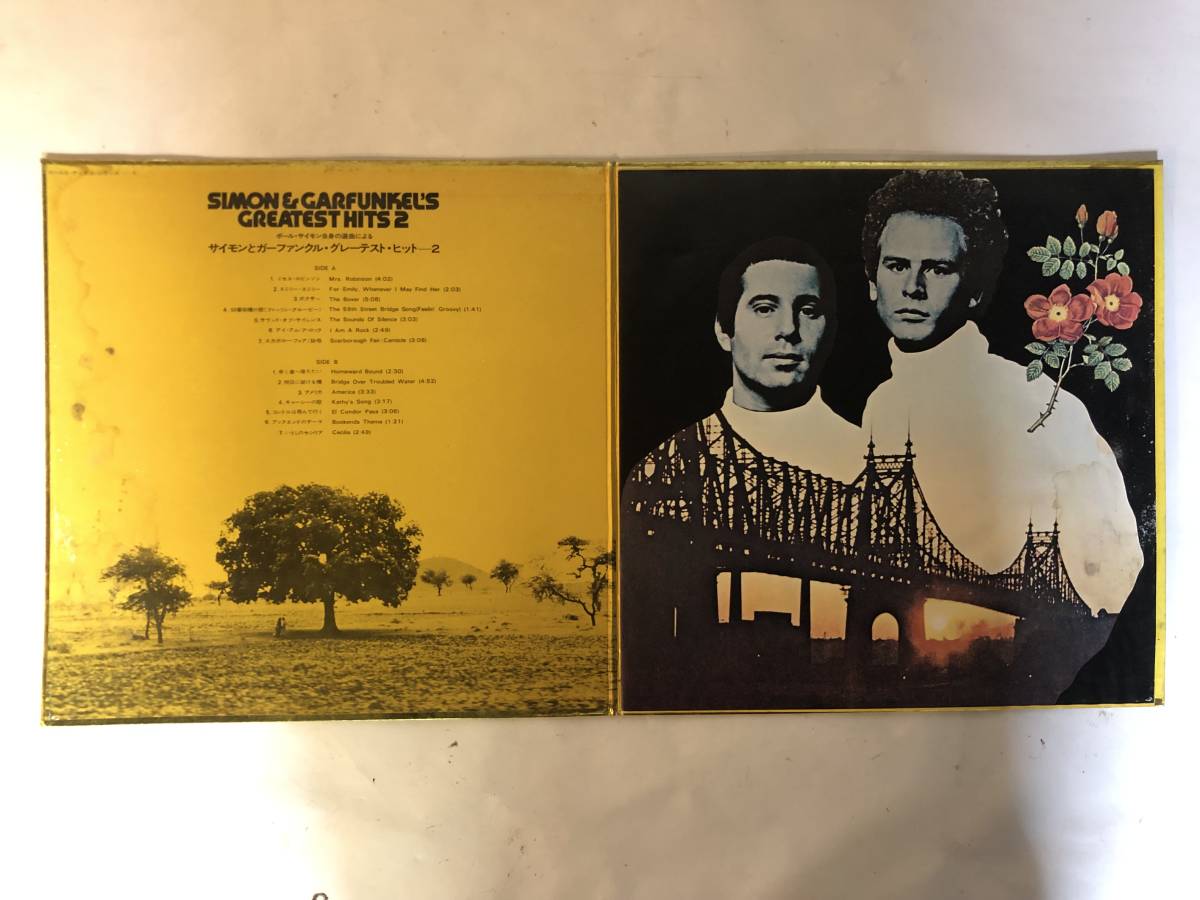 SIMON & GARFUNKEL'S
GREATEST HITS 2
ポール・サイモン自身の選曲による
サイモンとガーファンクル・グレーテスト・ヒット—2
SIDE A
1. ミセス・ロビンソン Mrs. Robinson (4:02)
2. エミリー・エミリー For Emily, Whenever I May Find Her (2:03)
3. ボクサー The Boxer (5:08)
4. 59番街橋の歌(フィーリン・グルービー) The 59th Street Bridge Song(Feelin' Groovy) (1:41)
5. サウンド・オブ・サイレンス The Sounds Of Silence (3:03)
6. アイ・アム・ア・ロック I Am A Rock (2:49)
7. スカボロー・フェア/詠唱 Scarborough Fair/Canticle (3:08)
SIDE B
1. 早く家へ帰りたい Homeward Bound (2:30)
2. 明日に架ける橋 Bridge Over Troubled Water (4:52)
3. アメリカ America (3:33)
4. キャシーの歌 Kathy's Song (3:17)
5. コンドルは飛んで行く El Condor Pasa (3:06)
6. ブックエンドのテーマ Bookends Theme (1:21)
7. いとしのセシリア Cecilia (2:49)